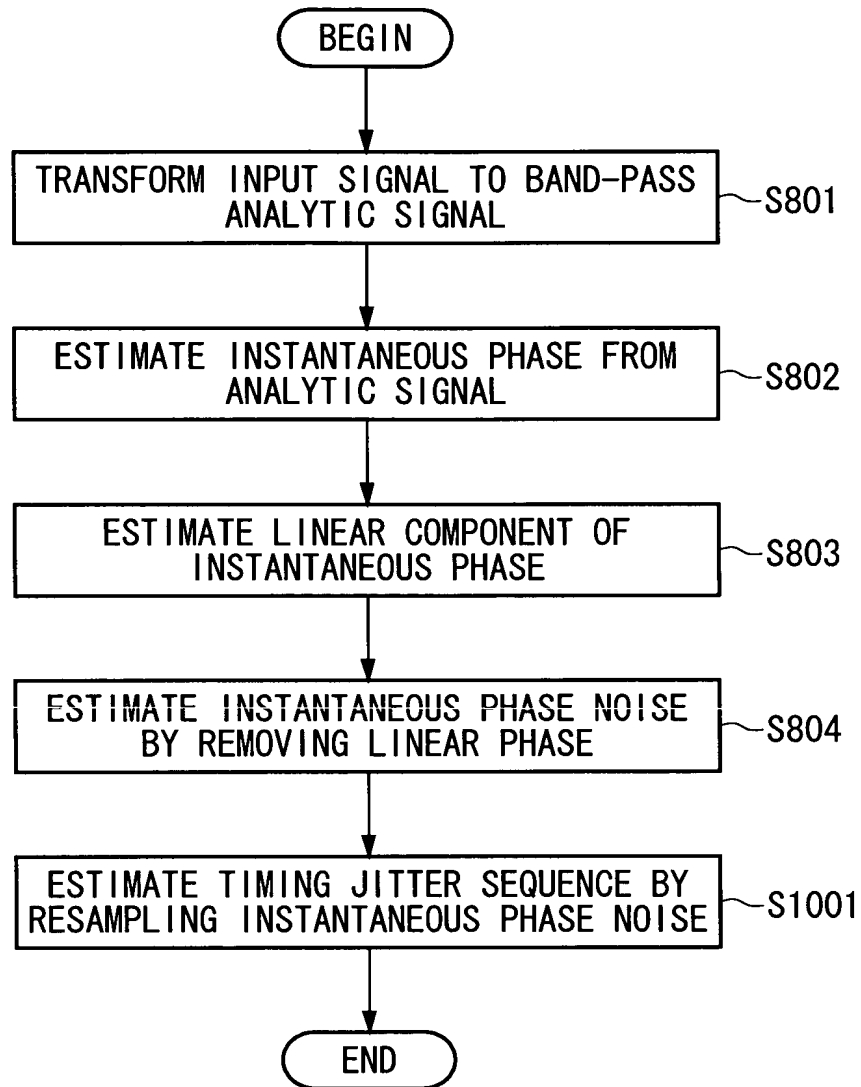 BEGIN
TRANSFORM INPUT SIGNAL TO BAND-PASS
ANALYTIC SIGNAL
S801
ESTIMATE INSTANTANEOUS PHASE FROM
ANALYTIC SIGNAL
S802
ESTIMATE LINEAR COMPONENT OF
INSTANTANEOUS PHASE
S803
ESTIMATE INSTANTANEOUS PHASE NOISE
BY REMOVING LINEAR PHASE
S804
ESTIMATE TIMING JITTER SEQUENCE BY
RESAMPLING INSTANTANEOUS PHASE NOISE
S1001
END